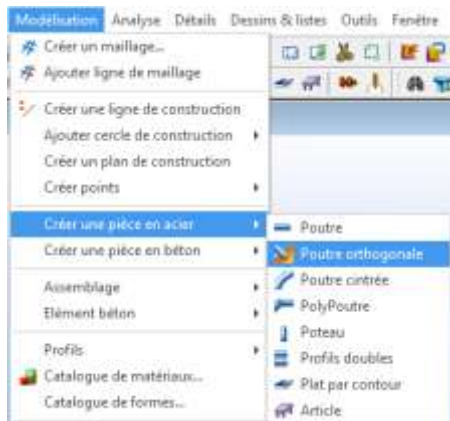 Modélisation Analyse Détails Dessins & listes Outils Fenêtre
Créer un maillage...
Ajouter ligne de maillage
Créer une ligne de construction
Ajouter cercle de construction
Créer un plan de construction
Créer points
Créer une pièce en acier
Créer une pièce en béton
Assemblage
Elément béton
Profils
Catalogue de matériaux...
Catalogue de formes...
Poutre
Poutre orthogonale
Poutre cintrée
PolyPoutre
Poteau
Profils doubles
Plat par contour
Article